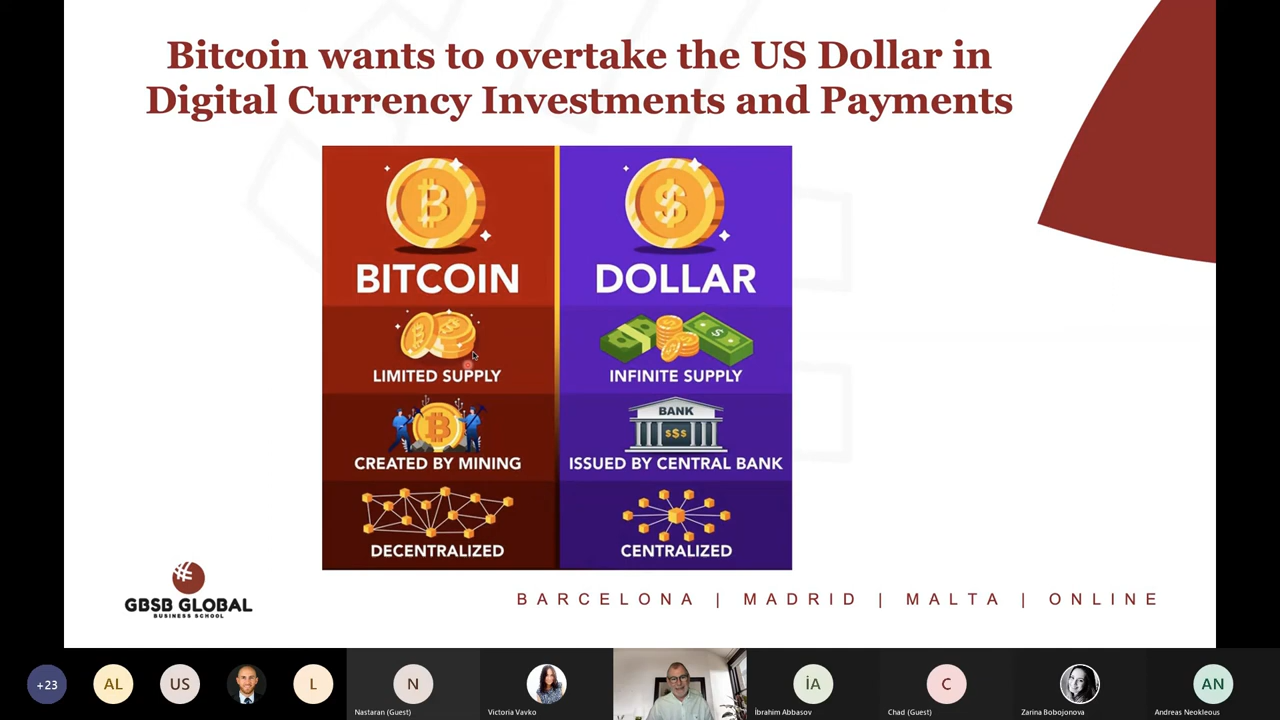 Bitcoin wants to overtake the US Dollar in
Digital Currency Investments and Payments
BITCOIN
DOLLAR
LIMITED SUPPLY
INFINITE SUPPLY
BANK
$$$
CREATED BY MINING
ISSUED BY CENTRAL BANK
DECENTRALIZED
CENTRALIZED
GBSB GLOBAL
BUSINESS SCHOOL
BARCELONA | MADRID | MALTA | ONLINE
+23
AL
US
L
N
İA
C
AN
Nastaran (Guest)
Victoria Vavko
İbrahim Abbasov
Chad (Guest)
Zarina Bobojonova
Andreas Neokleous